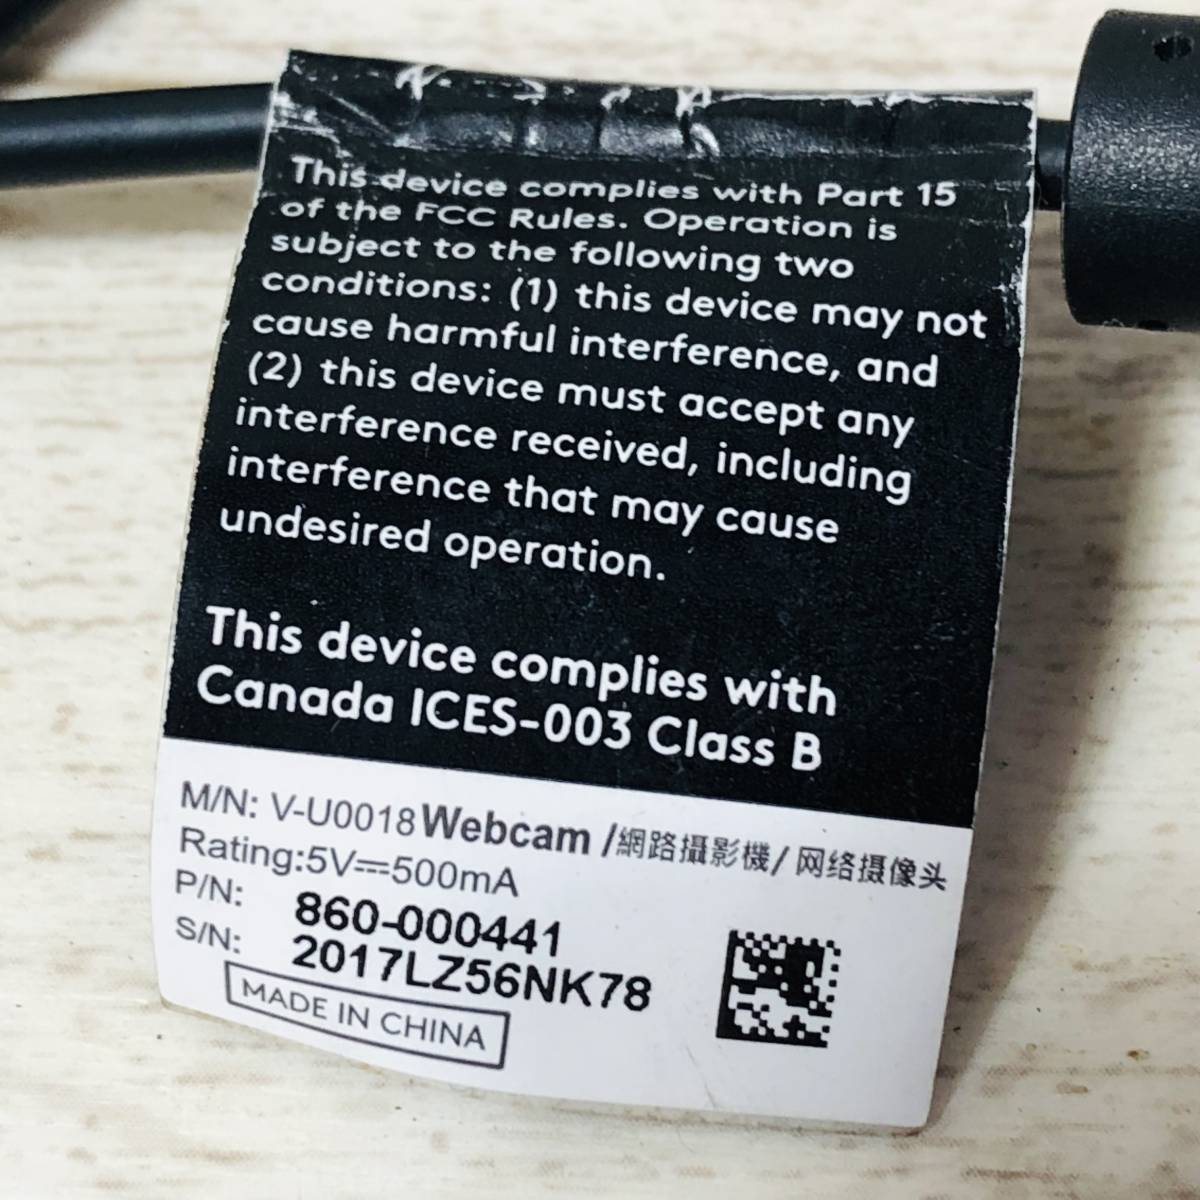 This device complies with Part 15
of the FCC Rules. Operation is
subject to the following two
conditions: (1) this device may not
cause harmful interference, and
(2) this device must accept any
interference received, including
interference that may cause
undesired operation.
This device complies with
Canada ICES-003 Class B
M/N: V-U0018 Webcam /網路攝影機/ 网络摄像头
Rating:5V⎓500mA
P/N: 860-000441
S/N: 2017LZ56NK78
MADE IN CHINA